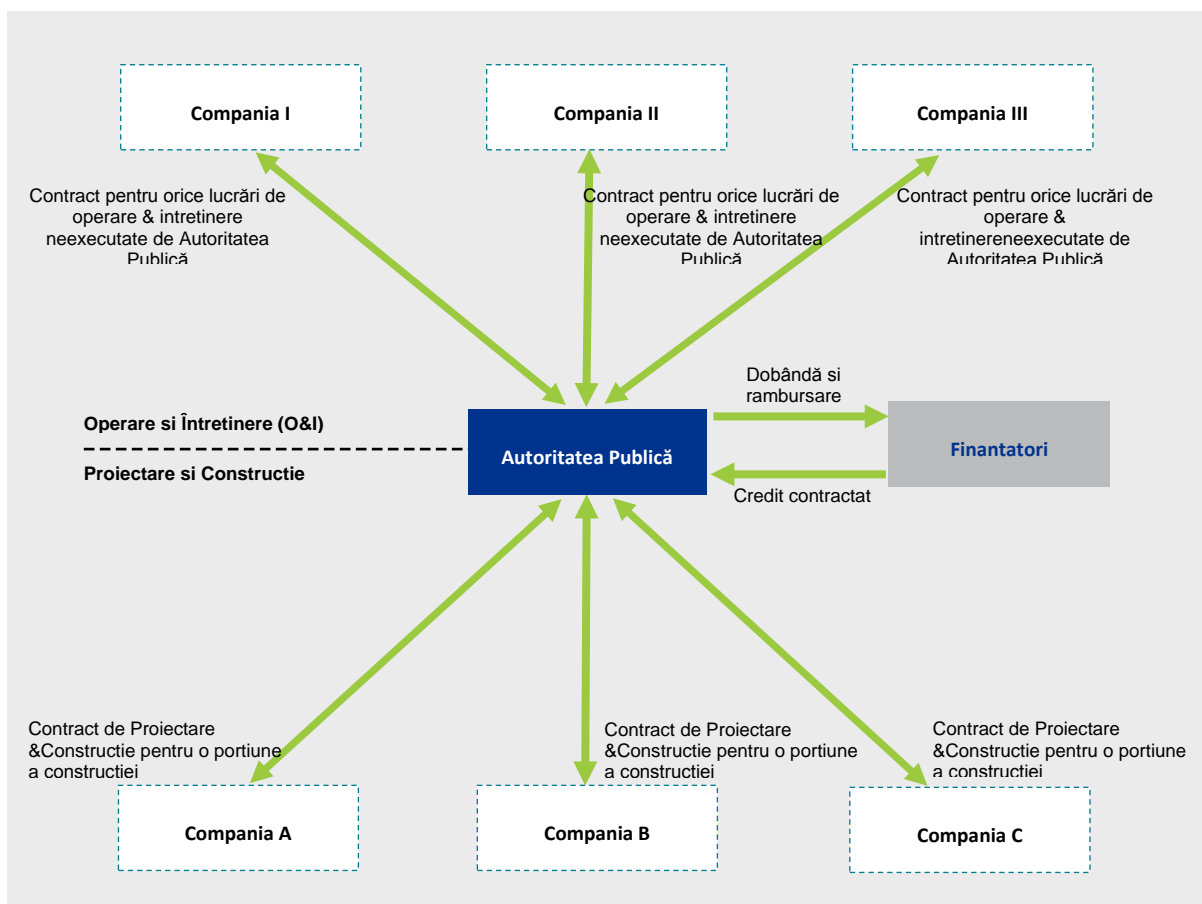 Compania I
Compania II
Compania III
Contract pentru orice lucrări de
operare & intretinere
neexecutate de Autoritatea
Publică
Contract pentru orice lucrări de
operare & intretinere
neexecutate de Autoritatea
Publică
Contract pentru orice lucrări de
operare &
intretinereneexecutate de
Autoritatea Publică
Dobândă si
rambursare
Operare si Întretinere (O&I)
Proiectare si Constructie
Autoritatea Publică
Finantatori
Credit contractat
Contract de Proiectare
&Constructie pentru o portiune
a constructiei
Contract de Proiectare
&Constructie pentru o portiune
a constructiei
Contract de Proiectare
&Constructie pentru o portiune
a constructiei
Compania A
Compania B
Compania C